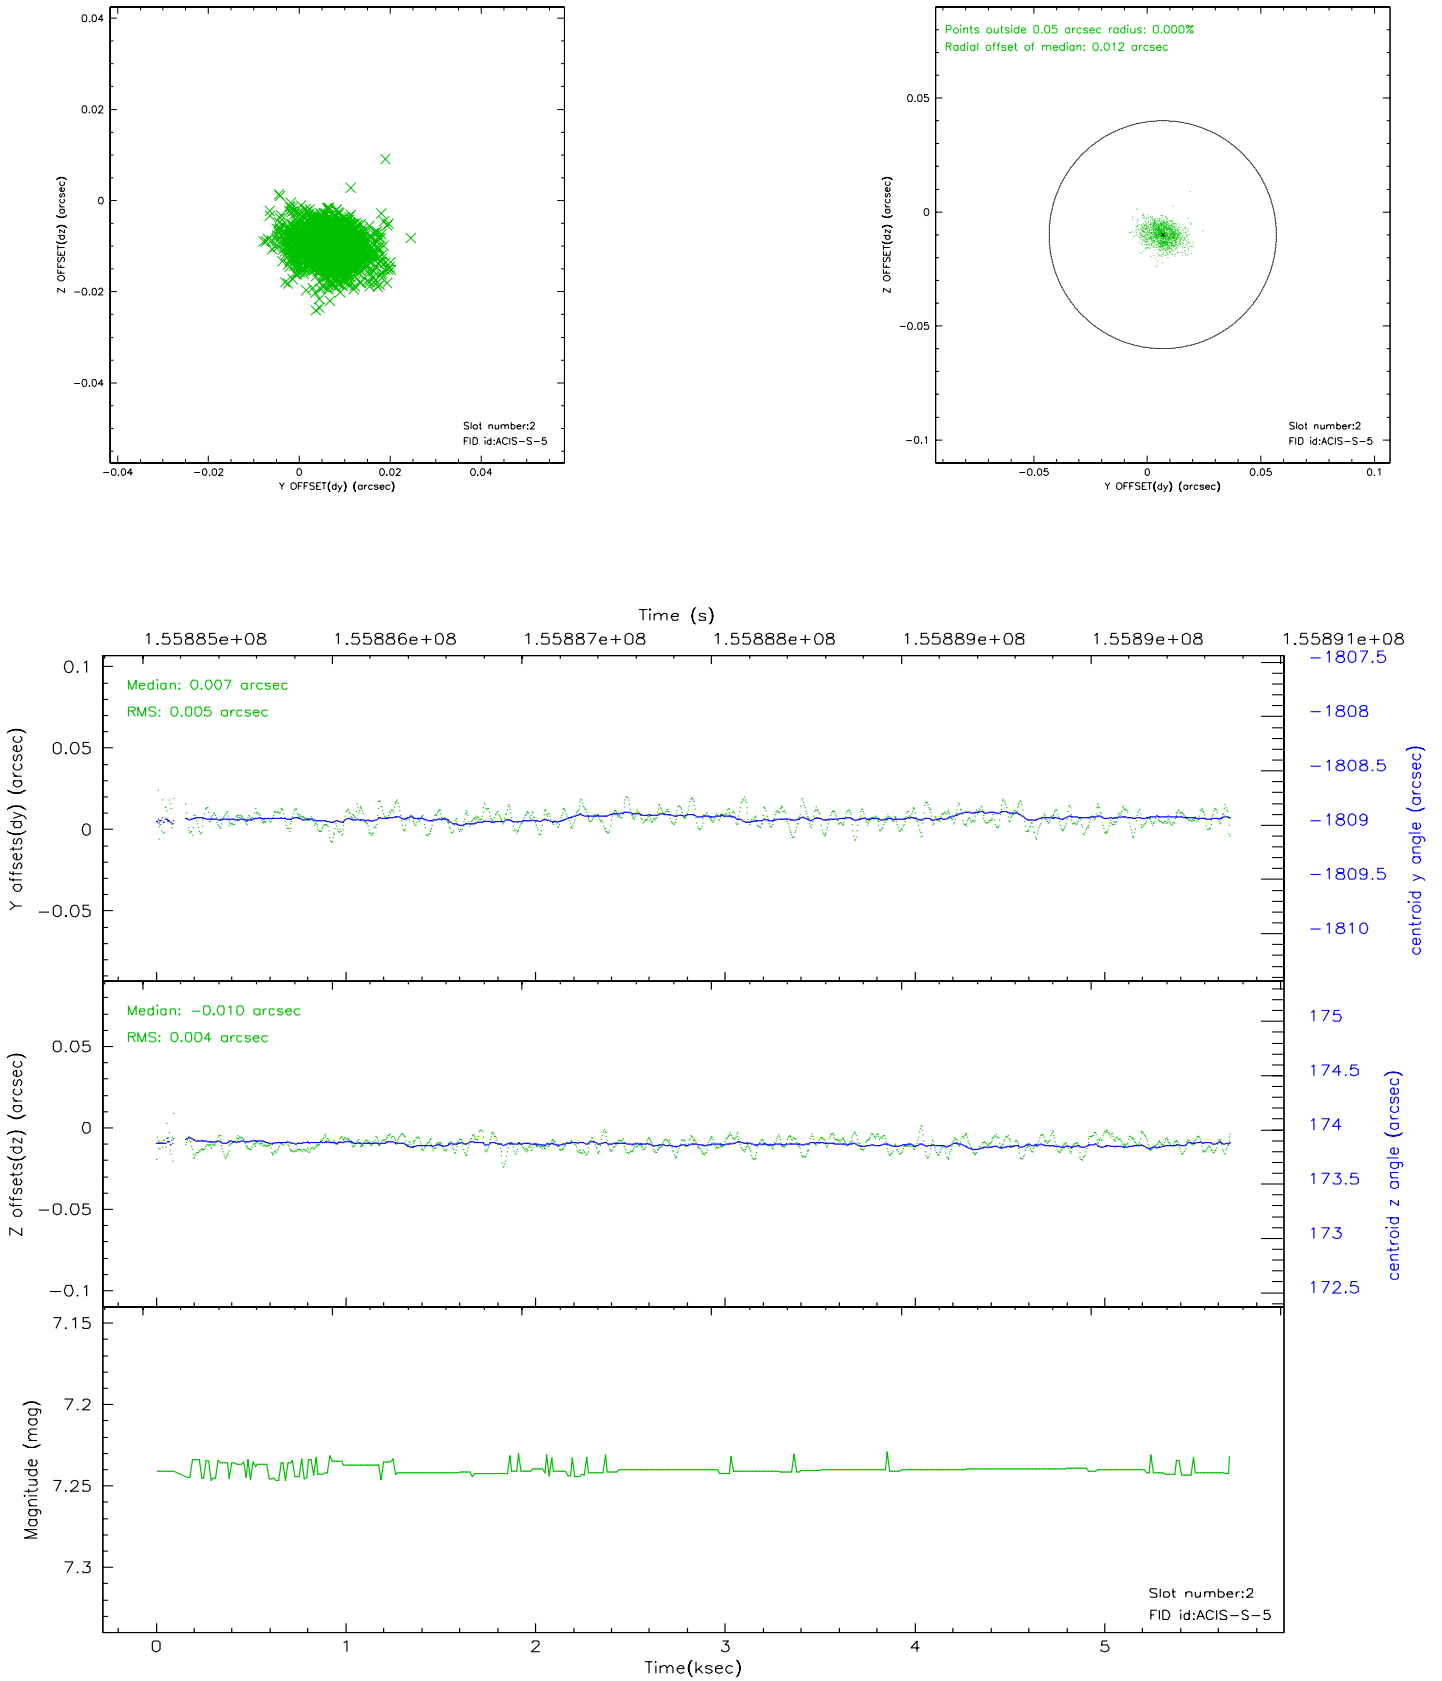 0.04
0.02
0
−0.02
−0.04
Z OFFSET(dz) (arcsec)
Slot number:2
FID id:ACIS−S−5
−0.04 −0.02 0 0.02 0.04
Y OFFSET(dy) (arcsec)
Points outside 0.05 arcsec radius: 0.000%
Radial offset of median: 0.012 arcsec
0.05
0
−0.05
−0.1
Z OFFSET(dz) (arcsec)
Slot number:2
FID id:ACIS−S−5
−0.05 0 0.05 0.1
Y OFFSET(dy) (arcsec)
Time (s)
1.55885e+08 1.55886e+08 1.55887e+08 1.55888e+08 1.55889e+08 1.5589e+08 1.55891e+08
0.1
0.05
0
−0.05
Y offsets(dy) (arcsec)
Median: 0.007 arcsec
RMS: 0.005 arcsec
−1807.5
−1808
−1808.5
−1809
−1809.5
−1810
centroid y angle (arcsec)
0.05
0
−0.05
−0.1
Z offsets(dz) (arcsec)
Median: −0.010 arcsec
RMS: 0.004 arcsec
175
174.5
174
173.5
173
172.5
centroid z angle (arcsec)
7.15
7.2
7.25
7.3
Magnitude (mag)
Slot number:2
FID id:ACIS−S−5
0 1 2 3 4 5
Time(ksec)